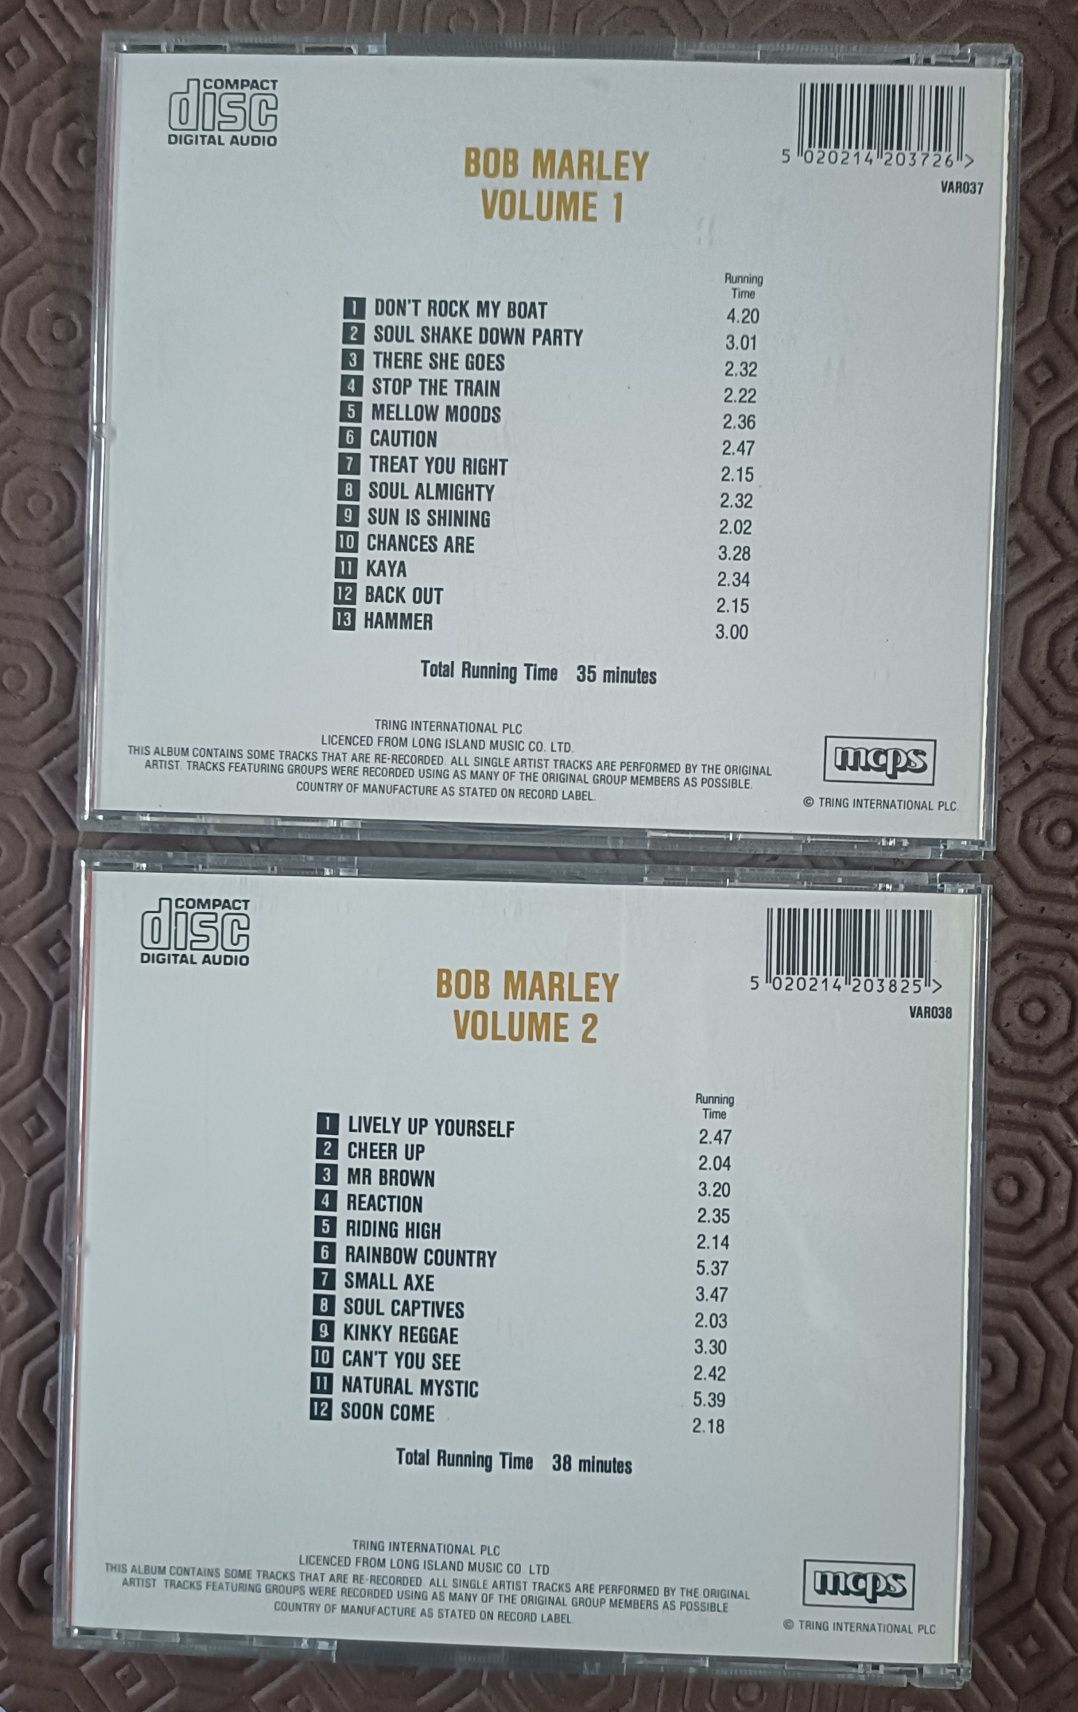 COMPACT
disc
DIGITAL AUDIO
5 020214 203726 >
VAR037
BOB MARLEY
VOLUME 1
Running
Time
1 DON'T ROCK MY BOAT 4.20
2 SOUL SHAKE DOWN PARTY 3.01
3 THERE SHE GOES 2.32
4 STOP THE TRAIN 2.22
5 MELLOW MOODS 2.36
6 CAUTION 2.47
7 TREAT YOU RIGHT 2.15
8 SOUL ALMIGHTY 2.32
9 SUN IS SHINING 2.02
10 CHANCES ARE 3.28
11 KAYA 2.34
12 BACK OUT 2.15
13 HAMMER 3.00
Total Running Time 35 minutes
TRING INTERNATIONAL PLC
LICENCED FROM LONG ISLAND MUSIC CO. LTD.
THIS ALBUM CONTAINS SOME TRACKS THAT ARE RE-RECORDED. ALL SINGLE ARTIST TRACKS ARE PERFORMED BY THE ORIGINAL
ARTIST. TRACKS FEATURING GROUPS WERE RECORDED USING AS MANY OF THE ORIGINAL GROUP MEMBERS AS POSSIBLE.
COUNTRY OF MANUFACTURE AS STATED ON RECORD LABEL.
mcps
© TRING INTERNATIONAL PLC.
COMPACT
disc
DIGITAL AUDIO
5 020214 203825 >
VAR038
BOB MARLEY
VOLUME 2
Running
Time
1 LIVELY UP YOURSELF 2.47
2 CHEER UP 2.04
3 MR BROWN 3.20
4 REACTION 2.35
5 RIDING HIGH 2.14
6 RAINBOW COUNTRY 5.37
7 SMALL AXE 3.47
8 SOUL CAPTIVES 2.03
9 KINKY REGGAE 3.30
10 CAN'T YOU SEE 2.42
11 NATURAL MYSTIC 5.39
12 SOON COME 2.18
Total Running Time 38 minutes
TRING INTERNATIONAL PLC
LICENCED FROM LONG ISLAND MUSIC CO LTD
THIS ALBUM CONTAINS SOME TRACKS THAT ARE RE-RECORDED. ALL SINGLE ARTIST TRACKS ARE PERFORMED BY THE ORIGINAL
ARTIST TRACKS FEATURING GROUPS WERE RECORDED USING AS MANY OF THE ORIGINAL GROUP MEMBERS AS POSSIBLE
COUNTRY OF MANUFACTURE AS STATED ON RECORD LABEL
mcps
© TRING INTERNATIONAL PLC